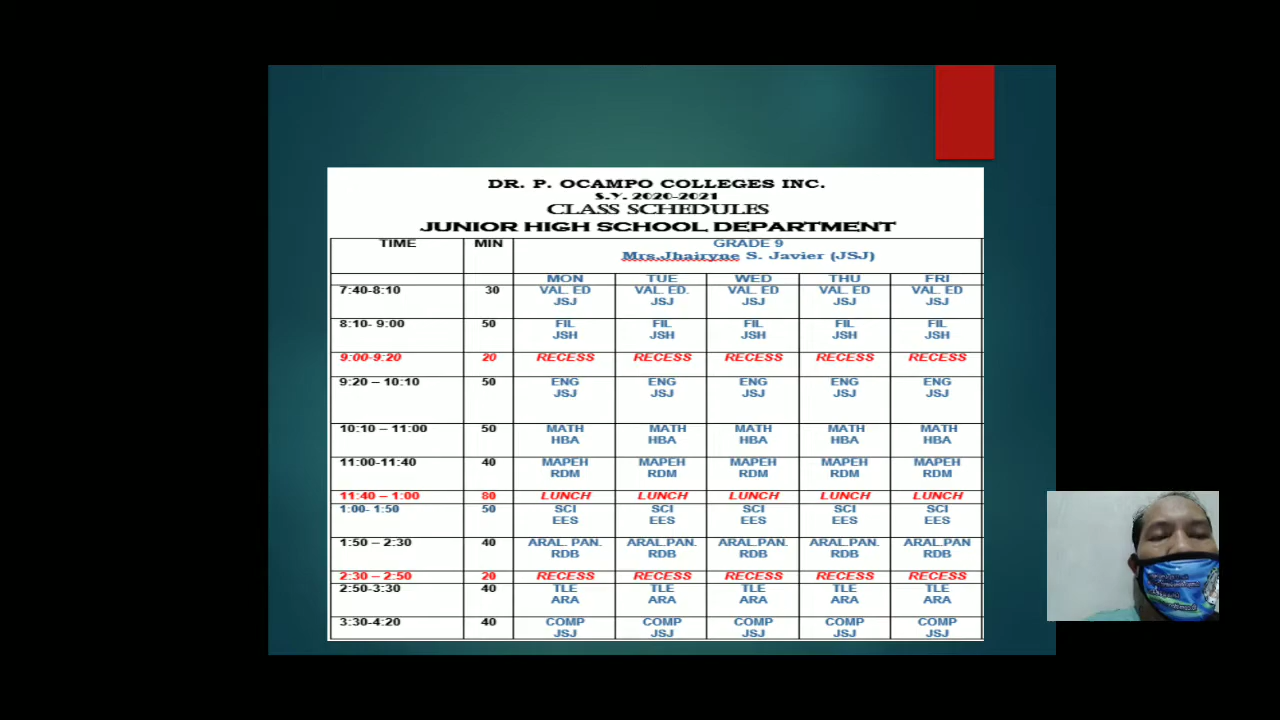 DR. P. OCAMPO COLLEGES INC.
S.Y. 2020-2021
CLASS SCHEDULES
JUNIOR HIGH SCHOOL DEPARTMENT
TIME MIN GRADE 9
Mrs.Jhairyne S. Javier (JSJ)
MON TUE WED THU FRI
7:40-8:10 30 VAL. ED VAL. ED. VAL. ED VAL. ED VAL. ED
JSJ JSJ JSJ JSJ JSJ
8:10- 9:00 50 FIL FIL FIL FIL FIL
JSH JSH JSH JSH JSH
9:00-9:20 20 RECESS RECESS RECESS RECESS RECESS
9:20 – 10:10 50 ENG ENG ENG ENG ENG
JSJ JSJ JSJ JSJ JSJ
10:10 – 11:00 50 MATH MATH MATH MATH MATH
HBA HBA HBA HBA HBA
11:00-11:40 40 MAPEH MAPEH MAPEH MAPEH MAPEH
RDM RDM RDM RDM RDM
11:40 – 1:00 80 LUNCH LUNCH LUNCH LUNCH LUNCH
1:00- 1:50 50 SCI SCI SCI SCI SCI
EES EES EES EES EES
1:50 – 2:30 40 ARAL. PAN. ARAL.PAN. ARAL.PAN. ARAL.PAN. ARAL.PAN
RDB RDB RDB RDB RDB
2:30 – 2:50 20 RECESS RECESS RECESS RECESS RECESS
2:50-3:30 40 TLE TLE TLE TLE TLE
ARA ARA ARA ARA ARA
3:30-4:20 40 COMP COMP COMP COMP COMP
JSJ JSJ JSJ JSJ JSJ